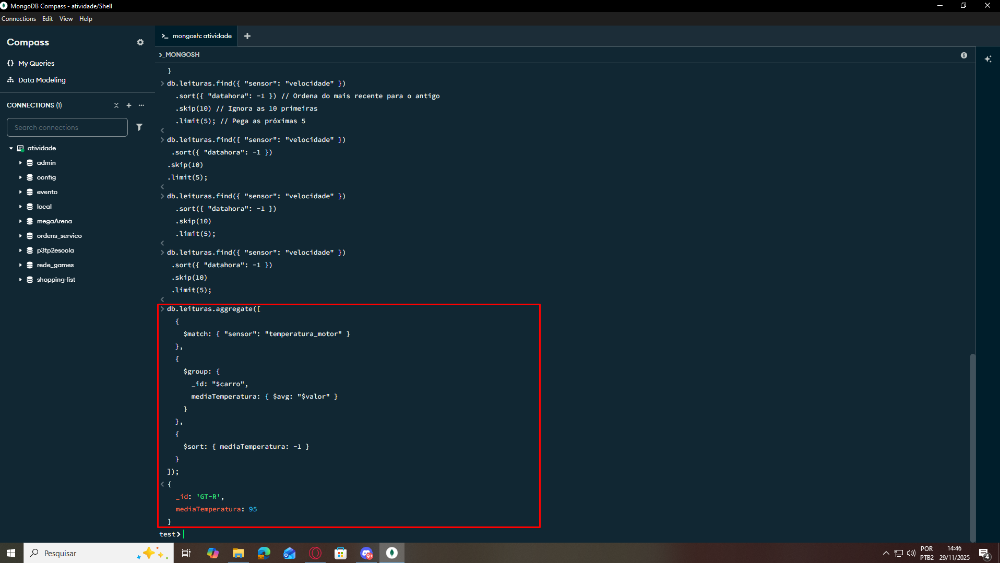 MongoDB Compass - atividade/Shell
Connections Edit View Help
Compass
My Queries
Data Modeling
CONNECTIONS (1)
Search connections
atividade
admin
config
evento
local
megaArena
ordens_servico
p3tp2escola
rede_games
shopping-list
>_ mongosh: atividade
>_MONGOSH
}
> db.leituras.find({ "sensor": "velocidade" })
.sort({ "datahora": -1 }) // Ordena do mais recente para o antigo
.skip(10) // Ignora as 10 primeiras
.limit(5); // Pega as próximas 5
<
> db.leituras.find({ "sensor": "velocidade" })
.sort({ "datahora": -1 })
.skip(10)
.limit(5);
<
> db.leituras.find({ "sensor": "velocidade" })
.sort({ "datahora": -1 })
.skip(10)
.limit(5);
<
> db.leituras.find({ "sensor": "velocidade" })
.sort({ "datahora": -1 })
.skip(10)
.limit(5);
<
> db.leituras.aggregate([
{
$match: { "sensor": "temperatura_motor" }
},
{
$group: {
_id: "$carro",
mediaTemperatura: { $avg: "$valor" }
}
},
{
$sort: { mediaTemperatura: -1 }
}
]);
< {
_id: 'GT-R',
mediaTemperatura: 95
}
test>
Pesquisar
9+
POR
PTB2
14:46
29/11/2025
4